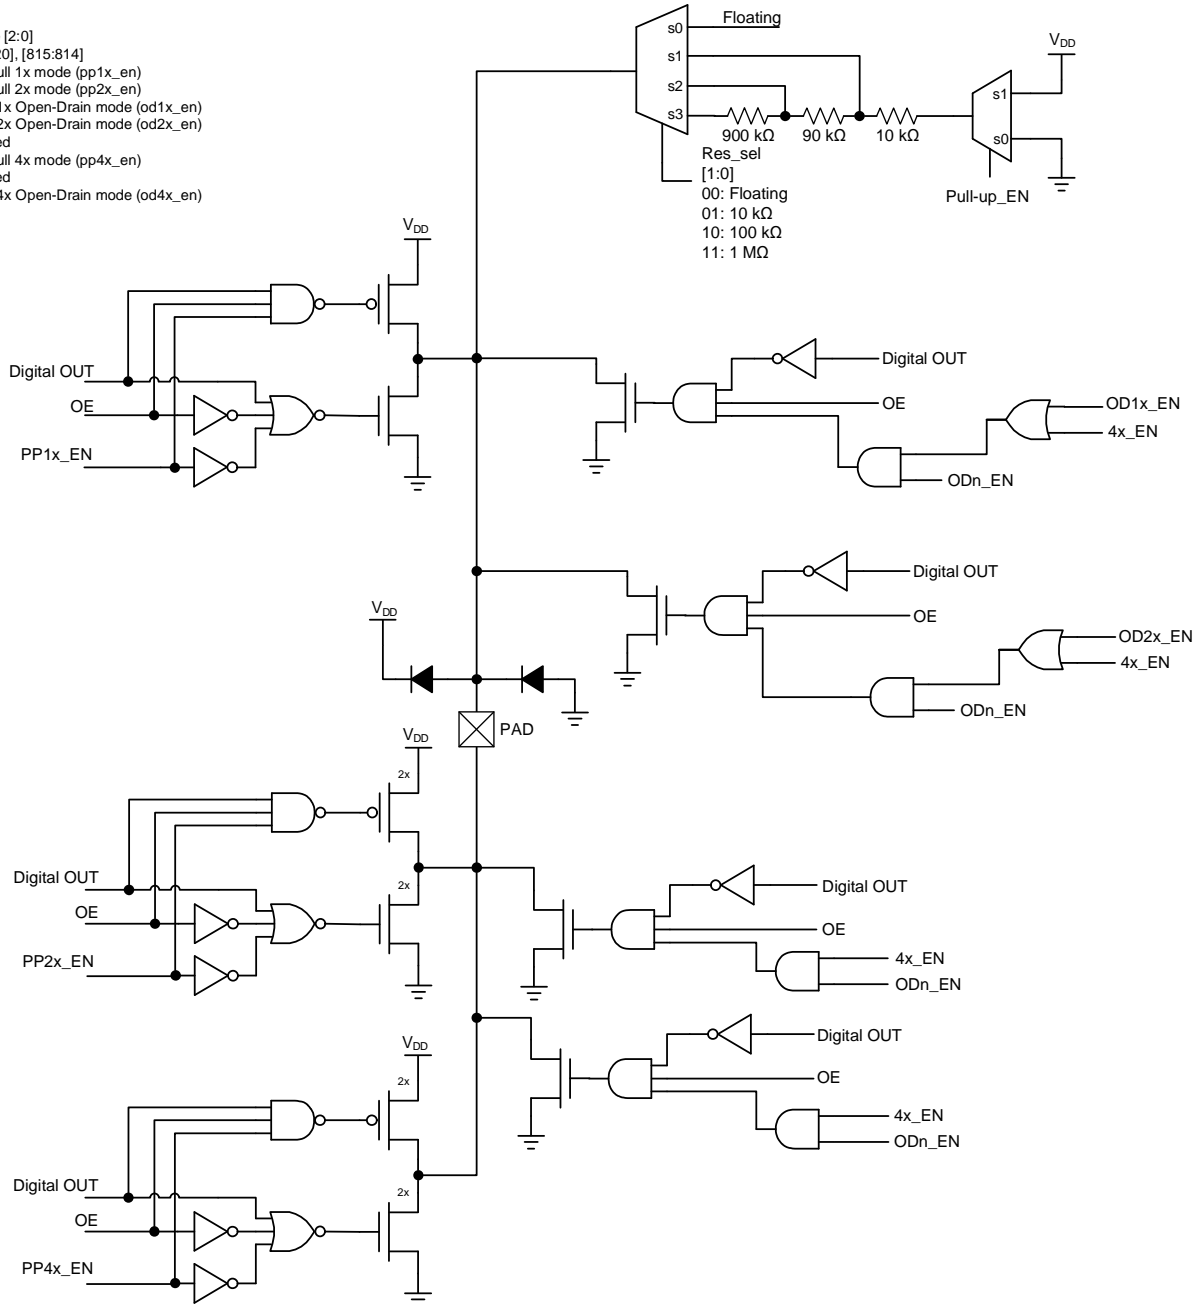 [2:0]
20], [815:814]
ull 1x mode (pp1x_en)
ull 2x mode (pp2x_en)
1x Open-Drain mode (od1x_en)
2x Open-Drain mode (od2x_en)
ed
ull 4x mode (pp4x_en)
ed
4x Open-Drain mode (od4x_en)
Floating
s0
s1
s2
s3
900 kΩ
90 kΩ
10 kΩ
VDD
s1
s0
Pull-up_EN
Res_sel
[1:0]
00: Floating
01: 10 kΩ
10: 100 kΩ
11: 1 MΩ
VDD
Digital OUT
OE
PP1x_EN
Digital OUT
OE
OD1x_EN
4x_EN
ODn_EN
Digital OUT
OE
OD2x_EN
4x_EN
ODn_EN
VDD
PAD
VDD
2x
2x
Digital OUT
OE
PP2x_EN
Digital OUT
OE
4x_EN
ODn_EN
VDD
2x
2x
Digital OUT
OE
PP4x_EN
Digital OUT
OE
4x_EN
ODn_EN